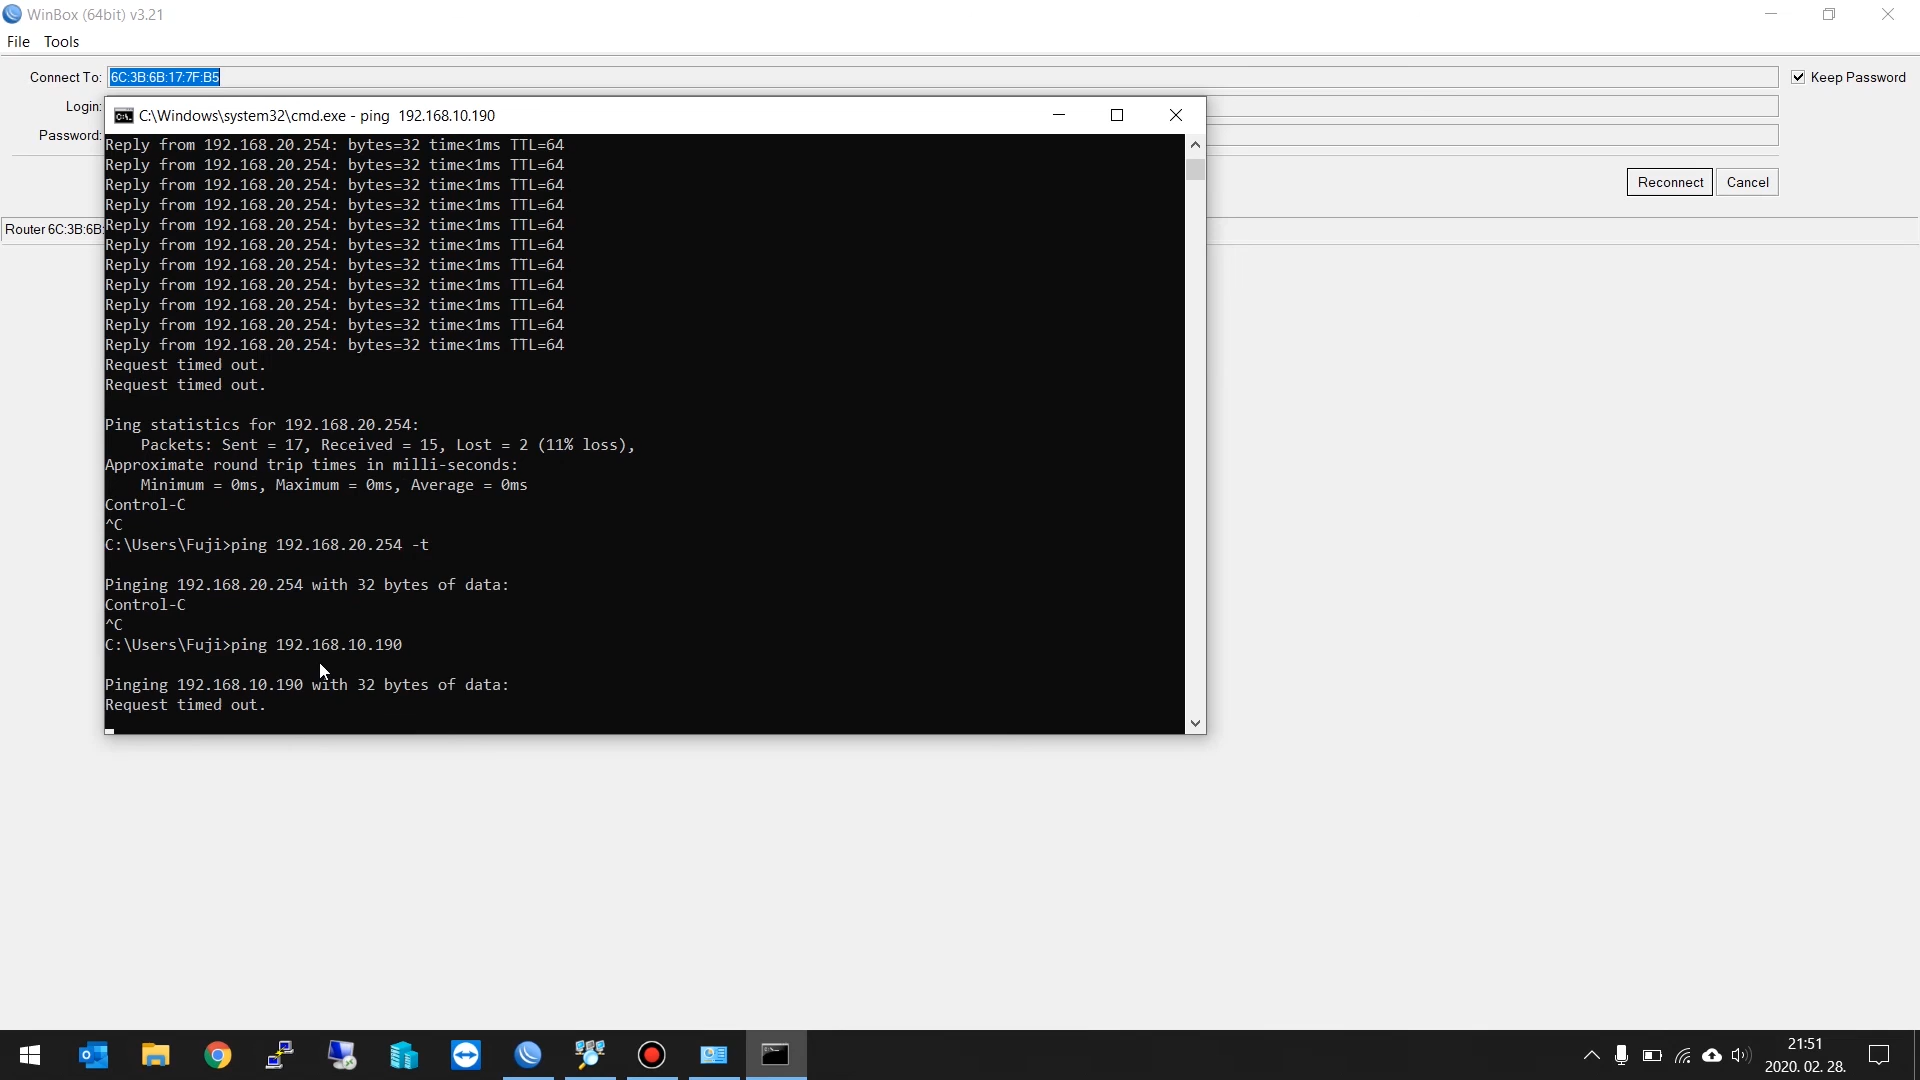 WinBox (64bit) v3.21
File Tools
Connect To: 6C:3B:6B:17:7F:B5 Keep Password
C:\Windows\system32\cmd.exe - ping 192.168.10.190
Login:
Password:
Reconnect Cancel
Router 6C:3B:6B:
Reply from 192.168.20.254: bytes=32 time<1ms TTL=64
Reply from 192.168.20.254: bytes=32 time<1ms TTL=64
Reply from 192.168.20.254: bytes=32 time<1ms TTL=64
Reply from 192.168.20.254: bytes=32 time<1ms TTL=64
Reply from 192.168.20.254: bytes=32 time<1ms TTL=64
Reply from 192.168.20.254: bytes=32 time<1ms TTL=64
Reply from 192.168.20.254: bytes=32 time<1ms TTL=64
Reply from 192.168.20.254: bytes=32 time<1ms TTL=64
Reply from 192.168.20.254: bytes=32 time<1ms TTL=64
Reply from 192.168.20.254: bytes=32 time<1ms TTL=64
Reply from 192.168.20.254: bytes=32 time<1ms TTL=64
Request timed out.
Request timed out.
Ping statistics for 192.168.20.254:
Packets: Sent = 17, Received = 15, Lost = 2 (11% loss),
Approximate round trip times in milli-seconds:
Minimum = 0ms, Maximum = 0ms, Average = 0ms
Control-C
^C
C:\Users\Fuji>ping 192.168.20.254 -t
Pinging 192.168.20.254 with 32 bytes of data:
Control-C
^C
C:\Users\Fuji>ping 192.168.10.190
Pinging 192.168.10.190 with 32 bytes of data:
Request timed out.
21:51
2020. 02. 28.